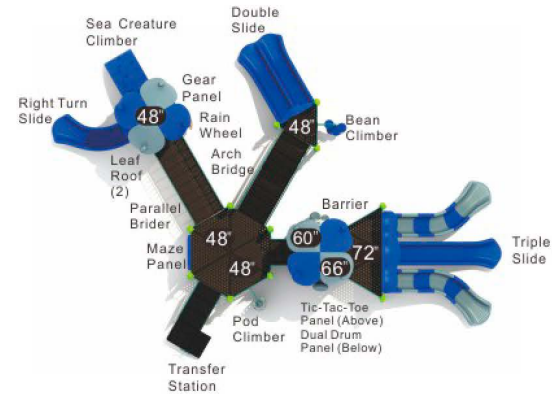 Double
Slide
Sea Creature
Climber
Gear
Panel
48"
Right Turn
Slide
Rain
Wheel
48"
Bean
Climber
Leaf
Roof
(2)
Arch
Bridge
Parallel
Brider
Barrier
48"
60"
72"
Maze
Panel
48"
66"
Triple
Slide
Pod
Climber
Tic-Tac-Toe
Panel (Above)
Dual Drum
Panel (Below)
Transfer
Station